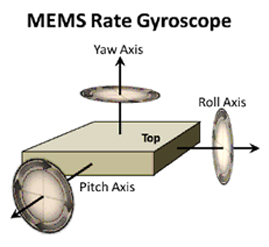 MEMS Rate Gyroscope
Yaw Axis
Roll Axis
Top
Pitch Axis